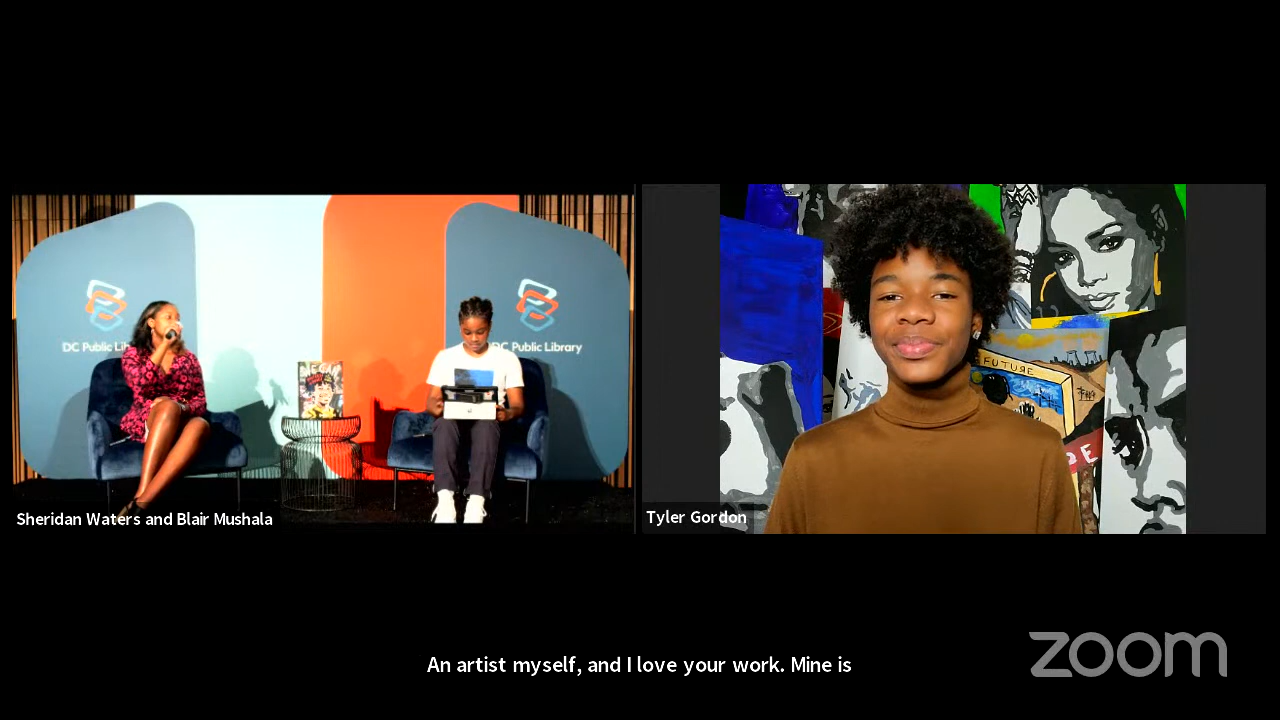 DC Public Lib
DC Public Library
FUTURE
Sheridan Waters and Blair Mushala
Tyler Gordon
An artist myself, and I love your work. Mine is
zoom